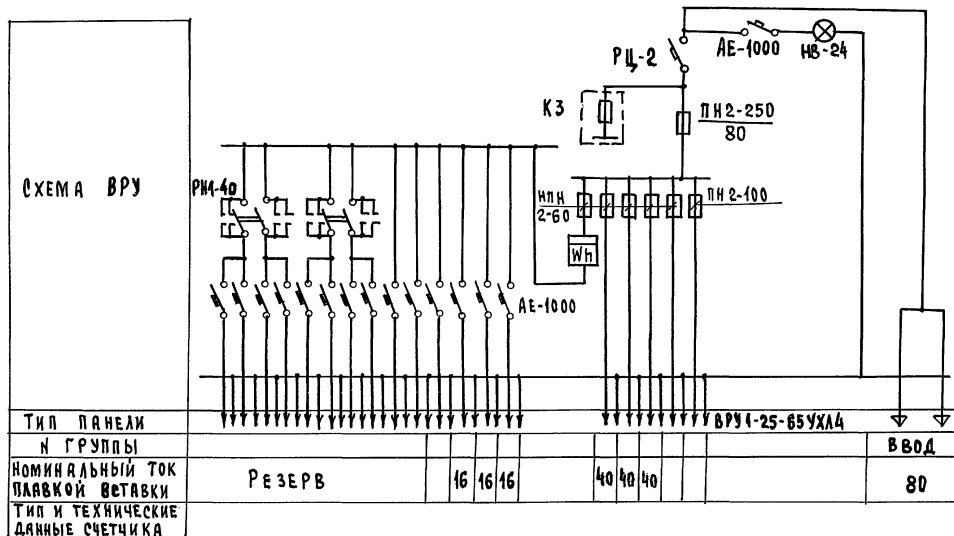 РЦ-2
АЕ-1000
НВ-24
КЗ
ПН2-250
80
СХЕМА ВРУ
РН1-40
НПН
2-60
ПН2-100
Wh
АЕ-1000
ТИП ПАНЕЛИ
ВРУ1-25-65УХЛ4
N ГРУППЫ
ВВОД
НОМИНАЛЬНЫЙ ТОК
ПЛАВКОЙ ВСТАВКИ
РЕЗЕРВ
16 16 16
40 40 40
80
ТИП И ТЕХНИЧЕСКИЕ
ДАННЫЕ СЧЕТЧИКА